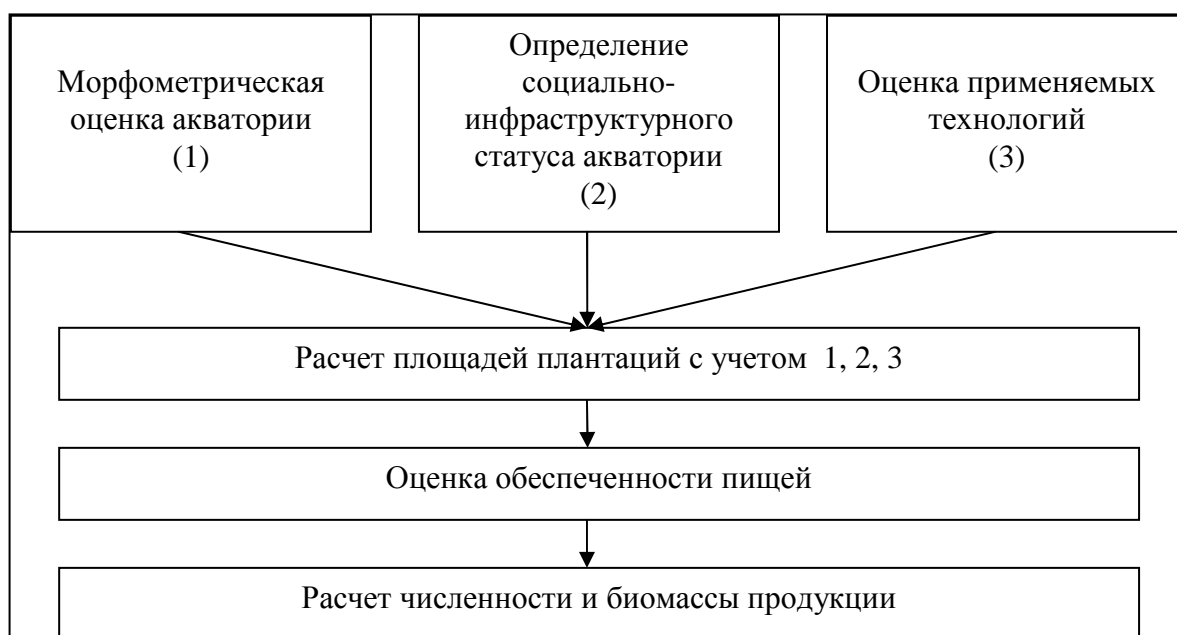 Морфометрическая
оценка акватории
(1)
Определение
социально-
инфраструктурного
статуса акватории
(2)
Оценка применяемых
технологий
(3)
Расчет площадей плантаций с учетом 1, 2, 3
Оценка обеспеченности пищей
Расчет численности и биомассы продукции